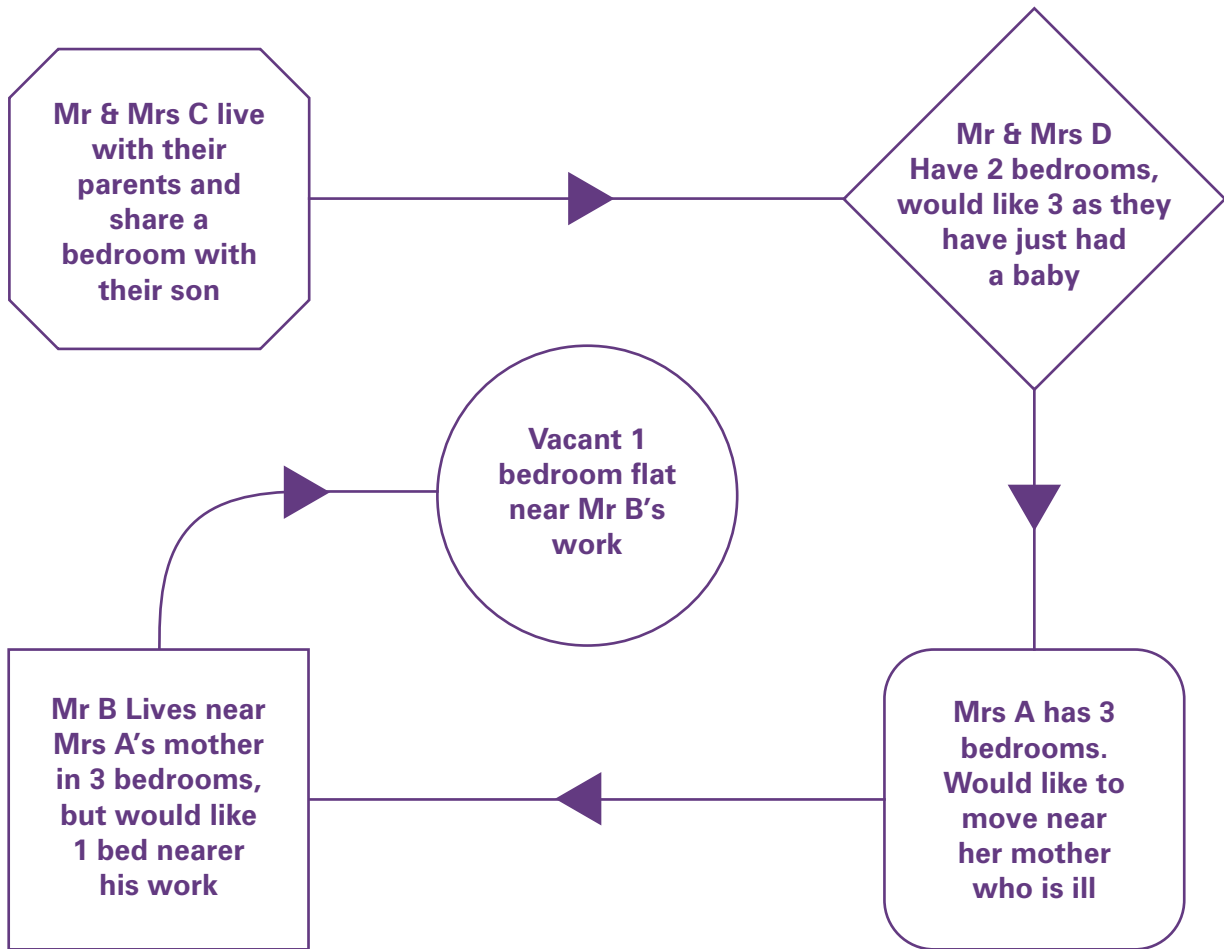 Mr & Mrs C live
with their
parents and
share a
bedroom with
their son
Mr & Mrs D
Have 2 bedrooms,
would like 3 as they
have just had
a baby
Vacant 1
bedroom flat
near Mr B’s
work
Mr B Lives near
Mrs A’s mother
in 3 bedrooms,
but would like
1 bed nearer
his work
Mrs A has 3
bedrooms.
Would like to
move near
her mother
who is ill